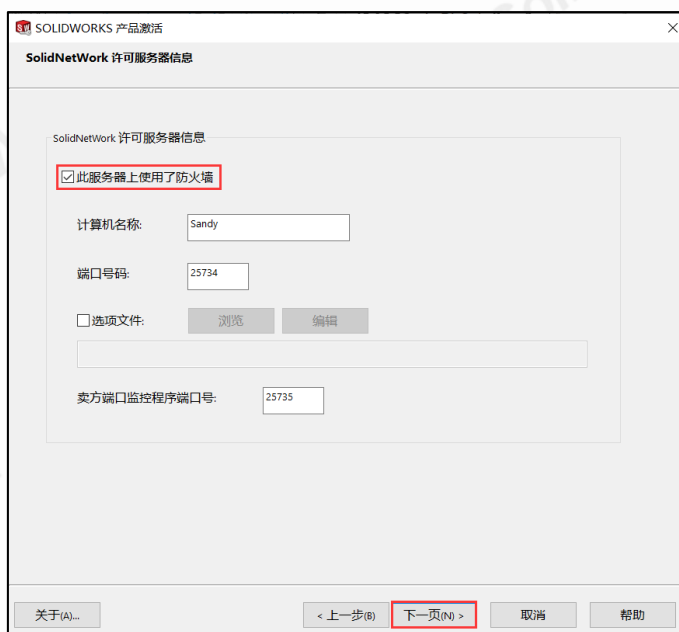 SOLIDWORKS 产品激活
SolidNetWork 许可服务器信息
SolidNetWork 许可服务器信息
此服务器上使用了防火墙
计算机名称: Sandy
端口号码: 25734
选项文件: 浏览 编辑
卖方端口监控程序端口号: 25735
关于(A)... < 上一步(B) 下一页(N) > 取消 帮助